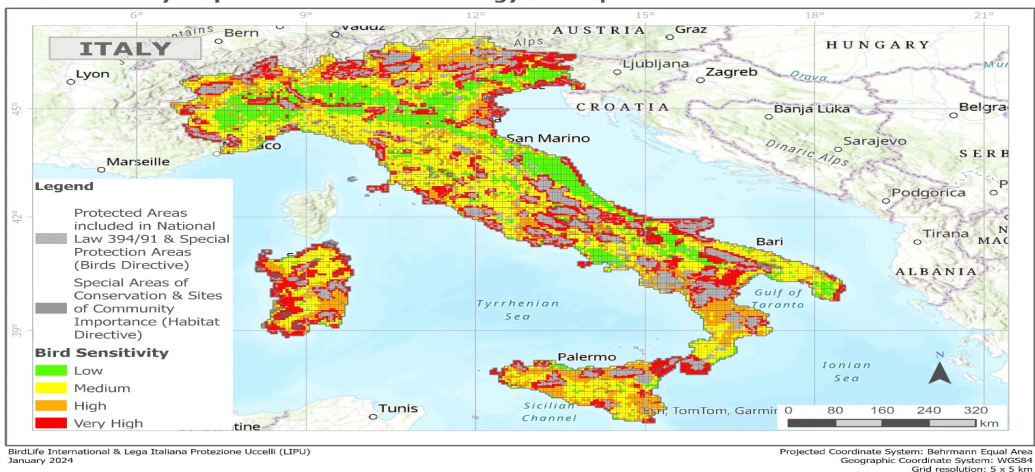 ITALY
Bern
Vaduz
AUSTRIA
Graz
Alps
HUNGARY
Lyon
Ljubljana
Zagreb
Drava
CROATIA
Banja Luka
Belgra
45°
San Marino
Sarajevo
Dinaric Alps
SERB
Marseille
Podgorica
42°
Tirana
Bari
ALBANIA
Gulf of
Taranto
Tyrrhenian
Sea
39°
Palermo
Ionian
Sea
Sicilian
Channel
Tunis
Esri, TomTom, Garmin
6°
9°
12°
15°
18°
21°
N
0 80 160 240 320
km
Legend
Protected Areas
included in National
Law 394/91 & Special
Protection Areas
(Birds Directive)
Special Areas of
Conservation & Sites
of Community
Importance (Habitat
Directive)
Bird Sensitivity
Low
Medium
High
Very High
BirdLife International & Lega Italiana Protezione Uccelli (LIPU)
January 2024
Projected Coordinate System: Behrmann Equal Area
Geographic Coordinate System: WGS84
Grid resolution: 5 x 5 km